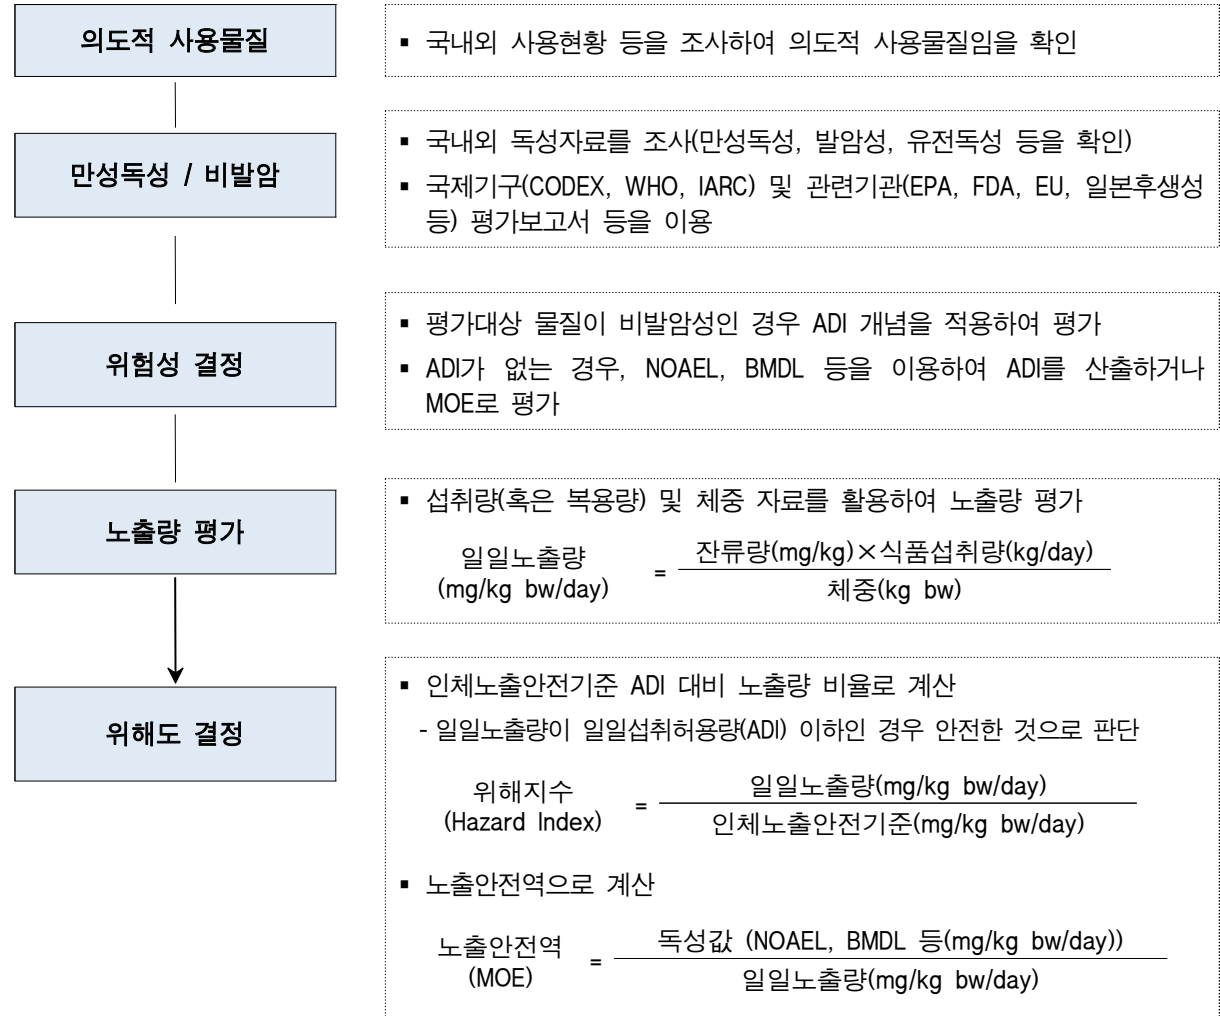 의도적 사용물질
▪ 국내외 사용현황 등을 조사하여 의도적 사용물질임을 확인
만성독성 / 비발암
▪ 국내외 독성자료를 조사(만성독성, 발암성, 유전독성 등을 확인)
▪ 국제기구(CODEX, WHO, IARC) 및 관련기관(EPA, FDA, EU, 일본후생성
등) 평가보고서 등을 이용
위험성 결정
▪ 평가대상 물질이 비발암성인 경우 ADI 개념을 적용하여 평가
▪ ADI가 없는 경우, NOAEL, BMDL 등을 이용하여 ADI를 산출하거나
MOE로 평가
노출량 평가
▪ 섭취량(혹은 복용량) 및 체중 자료를 활용하여 노출량 평가
일일노출량
(mg/kg bw/day)
=
잔류량(mg/kg)×식품섭취량(kg/day)
체중(kg bw)
위해도 결정
▪ 인체노출안전기준 ADI 대비 노출량 비율로 계산
- 일일노출량이 일일섭취허용량(ADI) 이하인 경우 안전한 것으로 판단
위해지수
(Hazard Index)
=
일일노출량(mg/kg bw/day)
인체노출안전기준(mg/kg bw/day)
▪ 노출안전역으로 계산
노출안전역
(MOE)
=
독성값 (NOAEL, BMDL 등(mg/kg bw/day))
일일노출량(mg/kg bw/day)